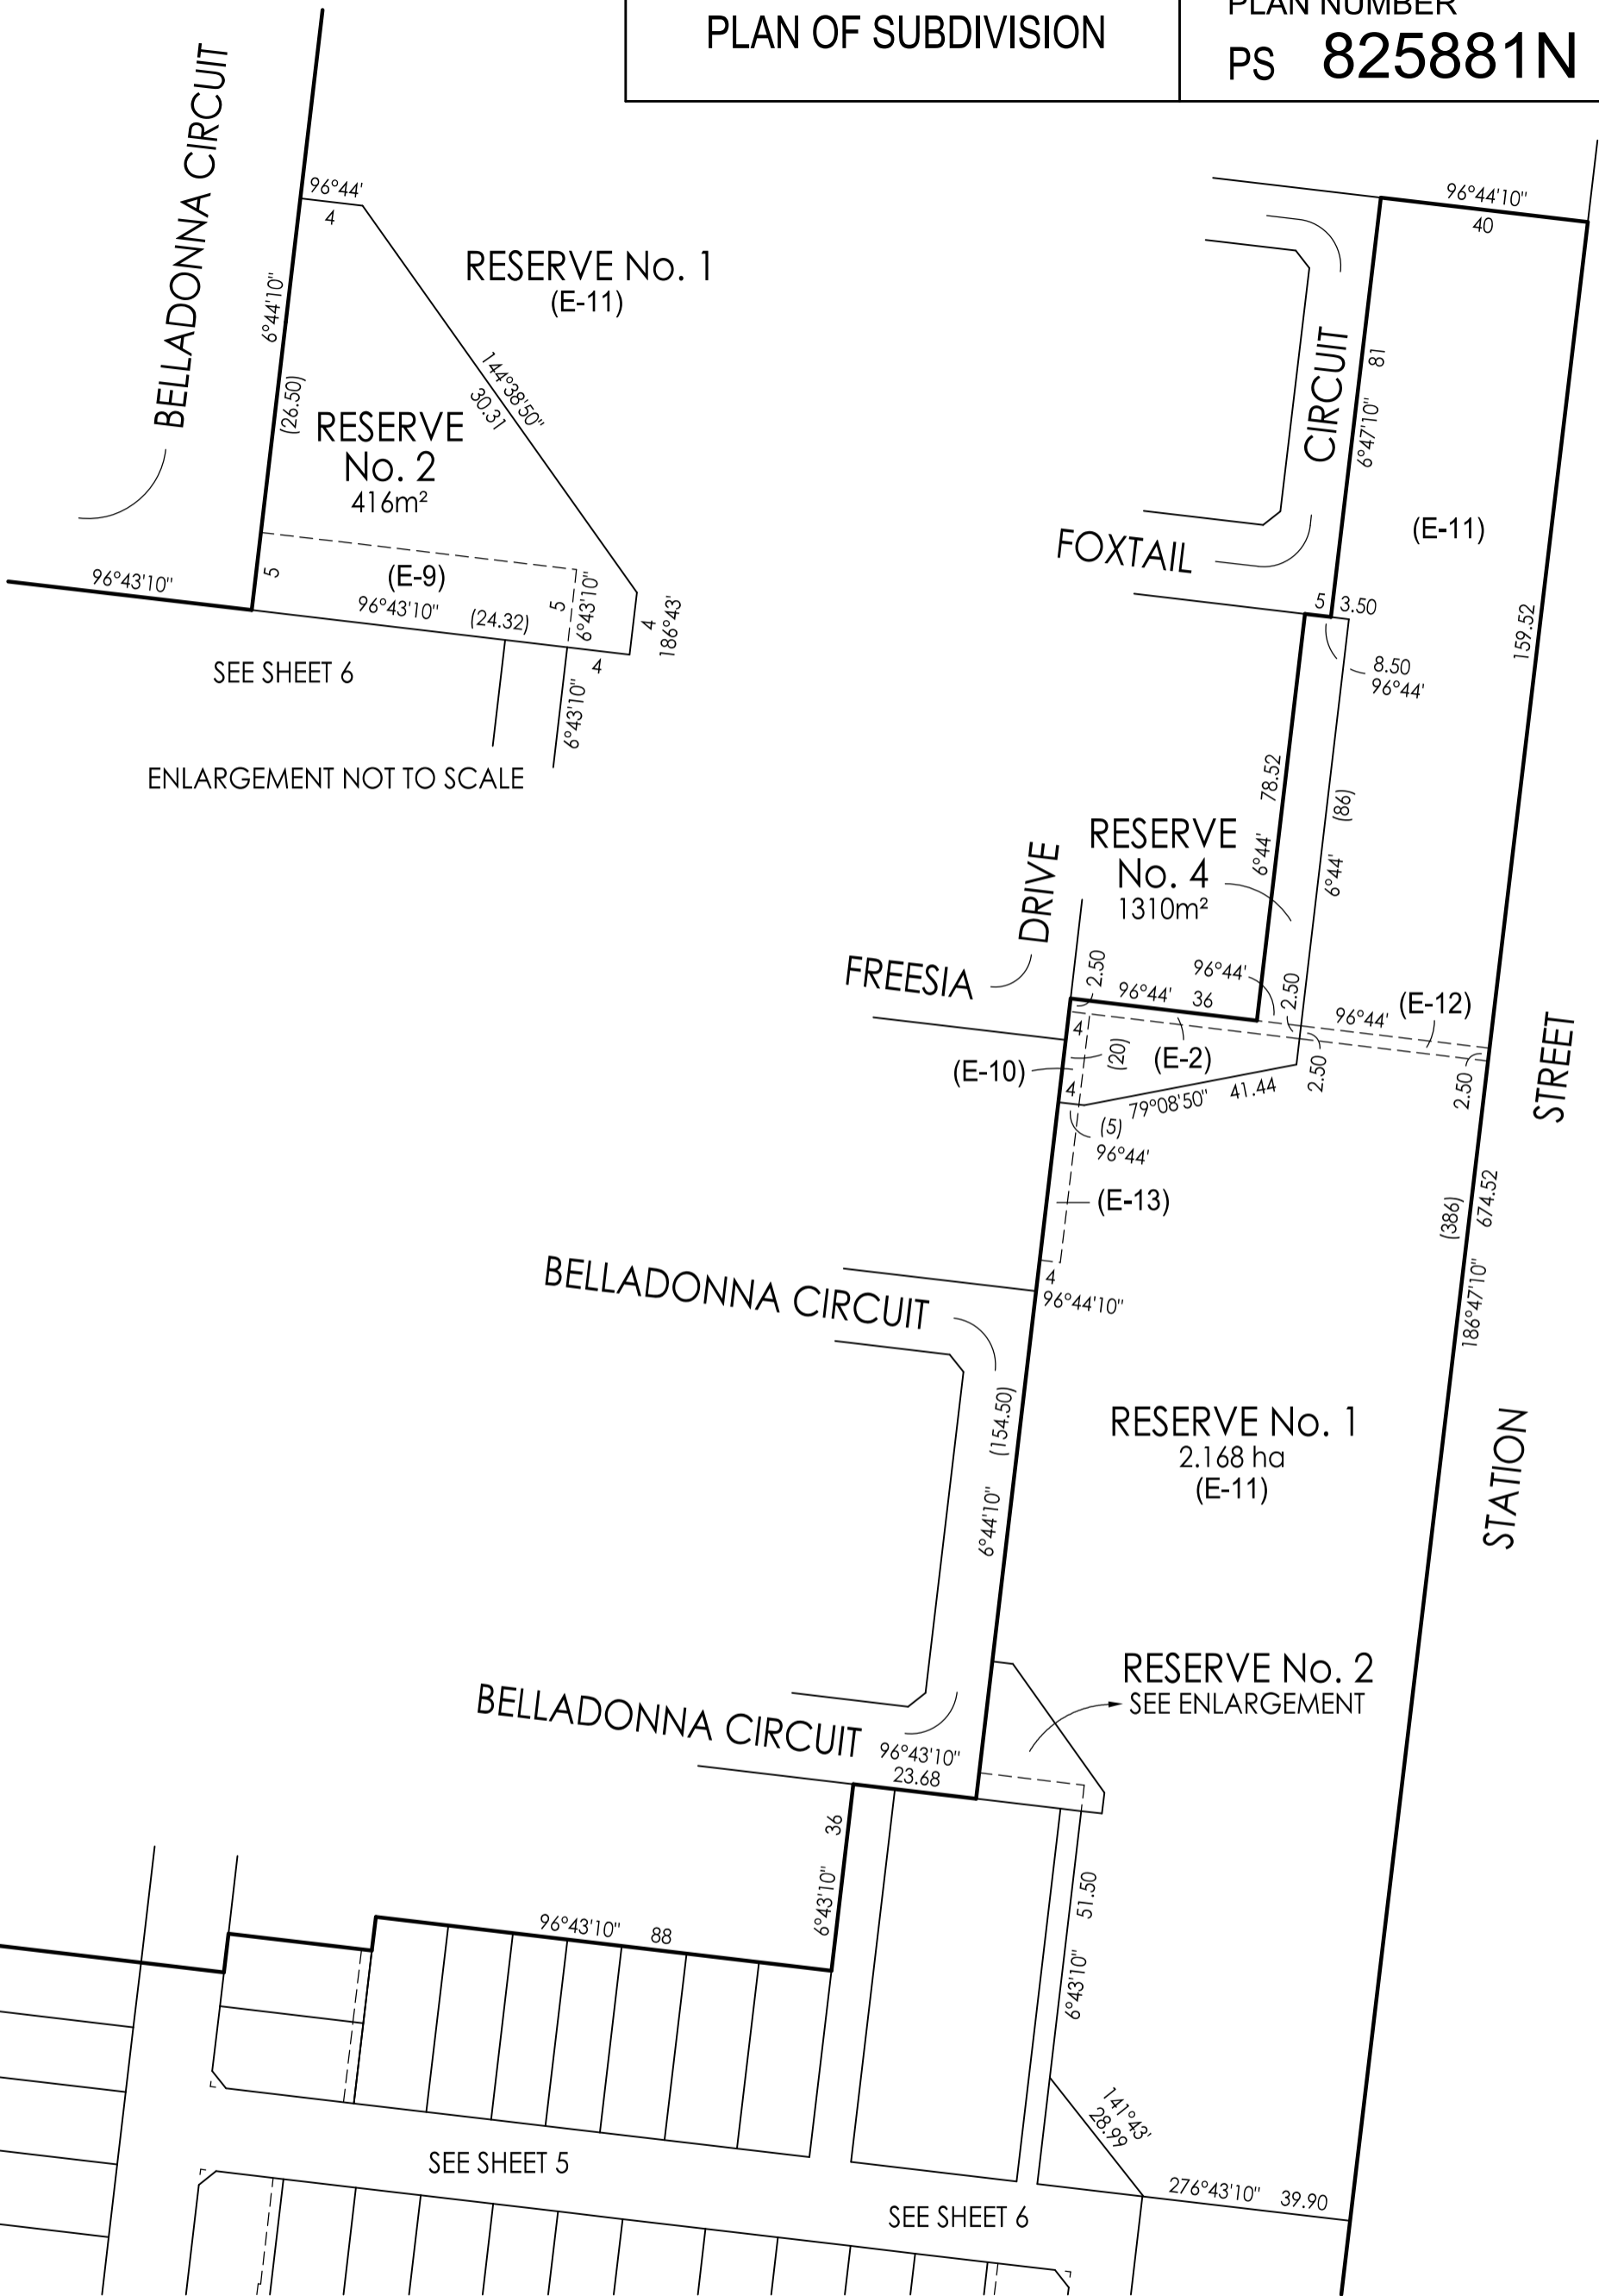 PLAN OF SUBDIVISION
PLAN NUMBER
PS 825881N
BELLADONNA CIRCUIT
96°44'
4
RESERVE No. 1
(E-11)
6°44'10"
(26.50)
144°38'50"
30.31
RESERVE
No. 2
416m²
5
(E-9)
96°43'10"
96°43'10"
(24.32)
5
6°43'10"
4
186°43'
4
6°43'10"
SEE SHEET 6
ENLARGEMENT NOT TO SCALE
96°44'10"
40
CIRCUIT
81
6°47'10"
(E-11)
FOXTAIL
5
3.50
159.52
8.50
96°44'
78.52
6°44'
(86)
6°44'
RESERVE
No. 4
1310m²
DRIVE
FREESIA
2.50
96°44'
36
96°44'
2.50
96°44'
(E-12)
4
(20)
(E-2)
(E-10)
2.50
2.50
4
79°08'50"
41.44
(5)
96°44'
(E-13)
STREET
674.52
(386)
186°47'10"
BELLADONNA CIRCUIT
4
96°44'10"
(154.50)
6°44'10"
RESERVE No. 1
2.168 ha
(E-11)
STATION
RESERVE No. 2
SEE ENLARGEMENT
BELLADONNA CIRCUIT
96°43'10"
23.68
36
6°43'10"
51.50
6°43'10"
96°43'10"
88
141°43'
28.99
SEE SHEET 5
276°43'10"
39.90
SEE SHEET 6